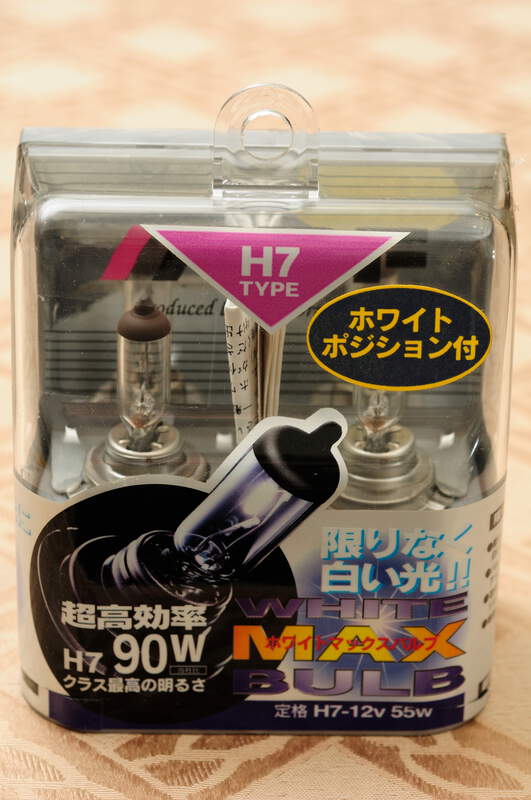 H7
TYPE
ホワイト
ポジション付
限りなく
白い光!!
超高効率
H7 90W
クラス最高の明るさ
WHITE
MAX
ホワイトマックスバルブ
BULB
定格 H7-12v 55w